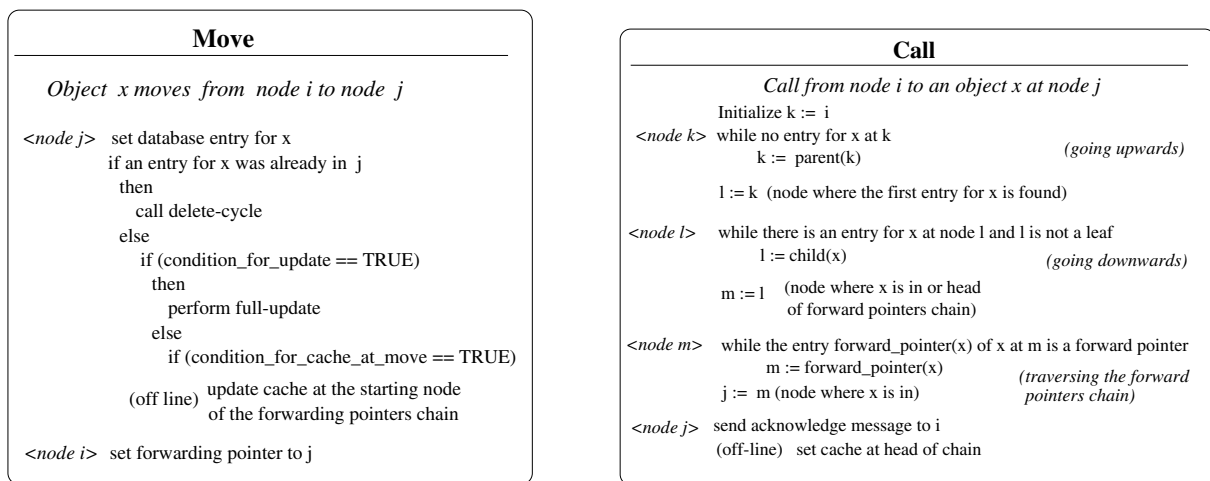 Move
Object x moves from node i to node j
<node j> set database entry for x
if an entry for x was already in j
then
call delete-cycle
else
if (condition_for_update == TRUE)
then
perform full-update
else
if (condition_for_cache_at_move == TRUE)
(off line) update cache at the starting node
of the forwarding pointers chain
<node i> set forwarding pointer to j
Call
Call from node i to an object x at node j
Initialize k := i
<node k> while no entry for x at k
k := parent(k) (going upwards)
l := k (node where the first entry for x is found)
<node l> while there is an entry for x at node l and l is not a leaf
l := child(x) (going downwards)
m := l (node where x is in or head
of forward pointers chain)
<node m> while the entry forward_pointer(x) of x at m is a forward pointer
m := forward_pointer(x) (traversing the forward
j := m (node where x is in) pointers chain)
<node j> send acknowledge message to i
(off-line) set cache at head of chain